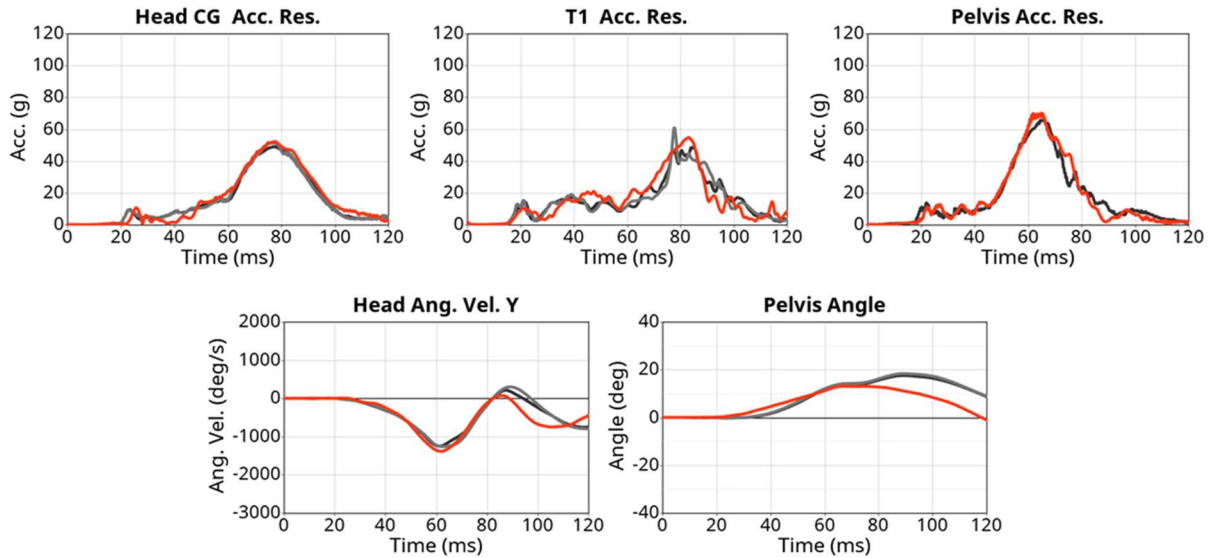 Head CG Acc. Res.
120
100
80
60
40
20
0
Acc. (g)
0 20 40 60 80 100 120
Time (ms)
T1 Acc. Res.
120
100
80
60
40
20
0
Acc. (g)
0 20 40 60 80 100 120
Time (ms)
Pelvis Acc. Res.
120
100
80
60
40
20
0
Acc. (g)
0 20 40 60 80 100 120
Time (ms)
Head Ang. Vel. Y
2000
1000
0
-1000
-2000
-3000
Ang. Vel. (deg/s)
0 20 40 60 80 100 120
Time (ms)
Pelvis Angle
40
20
0
-20
-40
Angle (deg)
0 20 40 60 80 100 120
Time (ms)